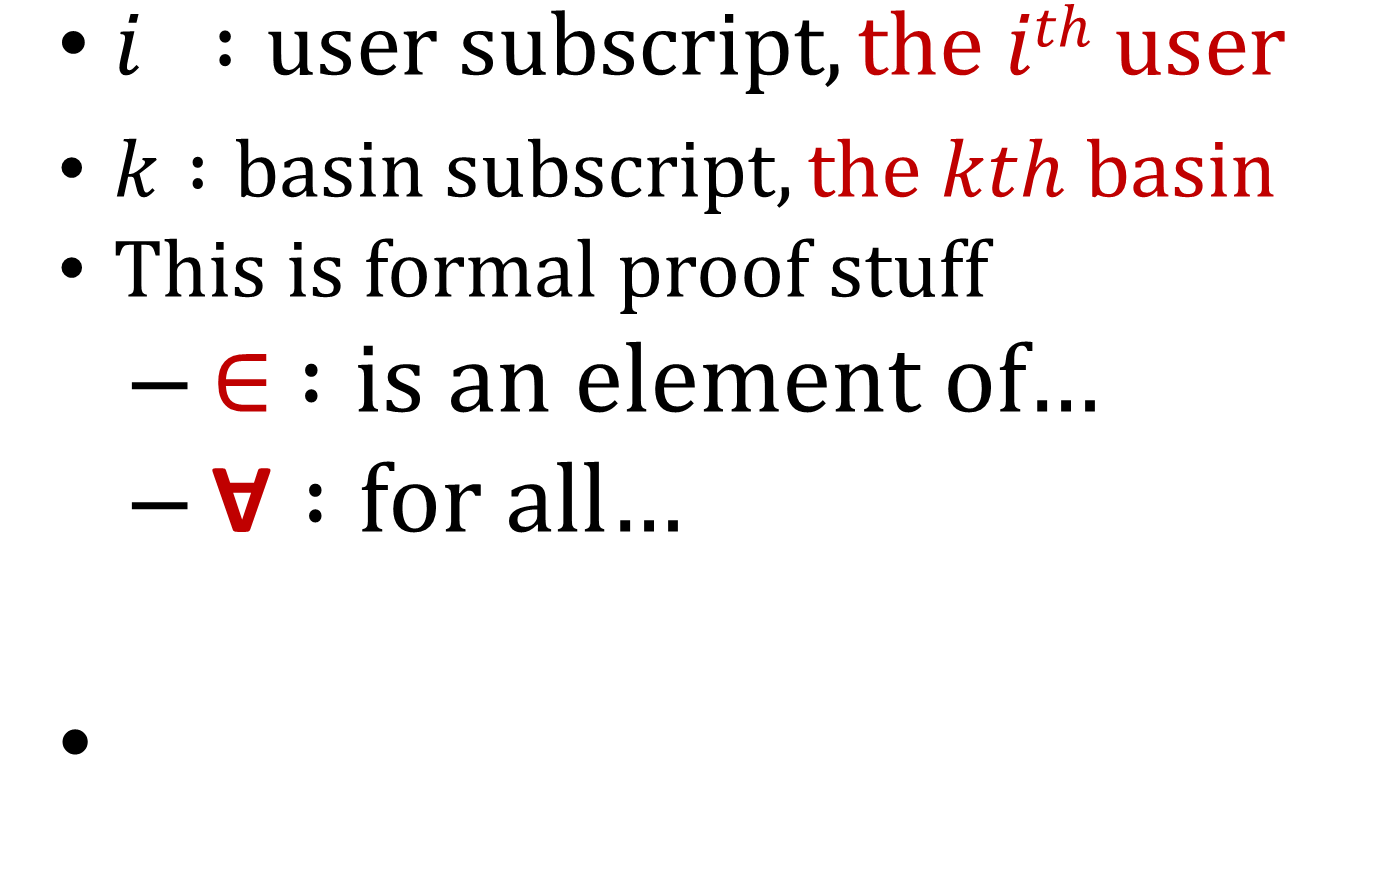 • i : user subscript, the i^th user
• k : basin subscript, the kth basin
• This is formal proof stuff
– ∈ : is an element of…
– ∀ : for all…
•